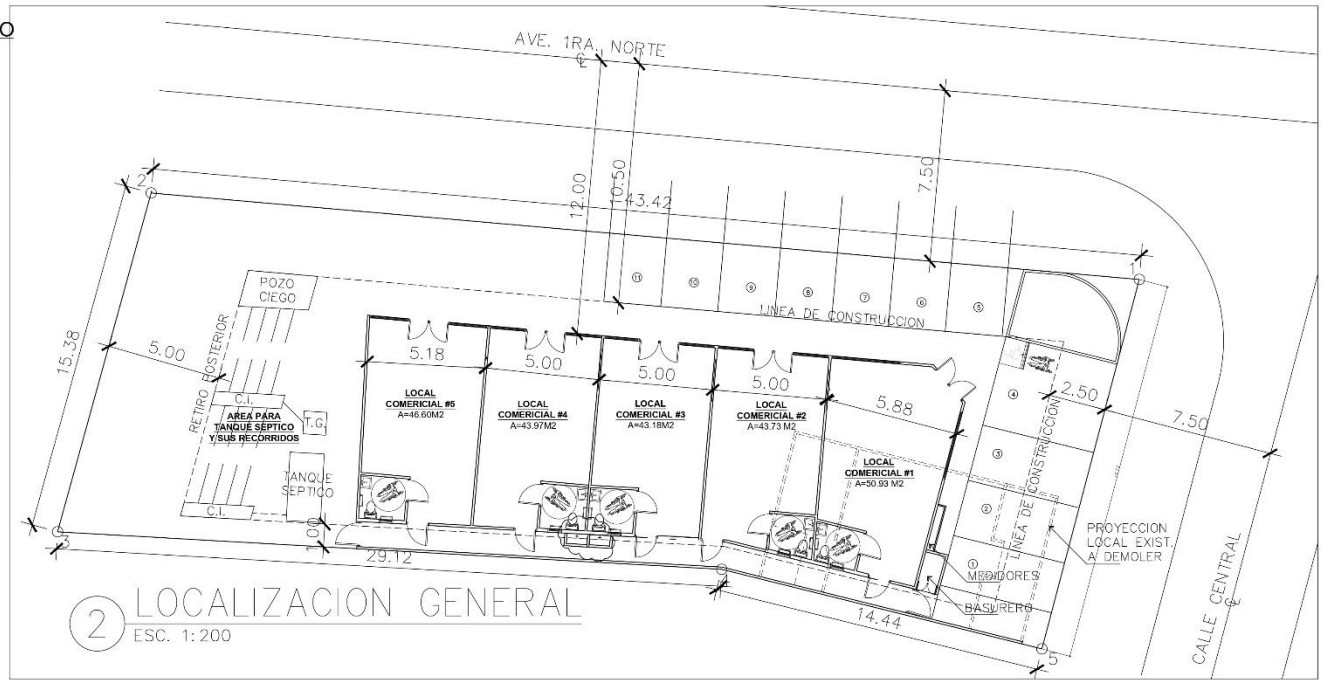 O
AVE. 1RA. NORTE
℄
12.00
10.50
7.50
43.42
2
1
15.38
5.00
RETIRO POSTERIOR
POZO
CIEGO
C.I.
AREA PARA
TANQUE SEPTICO
Y SUS RECORRIDOS
T.G.
TANQUE
SEPTICO
C.I.
1.00
11
10
9
8
7
6
5
LINEA DE CONSTRUCCION
5.18
5.00
5.00
5.00
5.88
LOCAL
COMERICIAL #5
A=46.60M2
LOCAL
COMERICIAL #4
A=43.97M2
LOCAL
COMERICIAL #3
A=43.18M2
LOCAL
COMERICIAL #2
A=43.73 M2
LOCAL
COMERICIAL #1
A=50.93 M2
4
3
2
1
2.50
7.50
LINEA DE CONSTRUCCION
PROYECCION
LOCAL EXIST.
A DEMOLER
MEDIDORES
BASURERO
CALLE CENTRAL
℄
3
29.12
14.44
5
2
LOCALIZACION GENERAL
ESC. 1:200